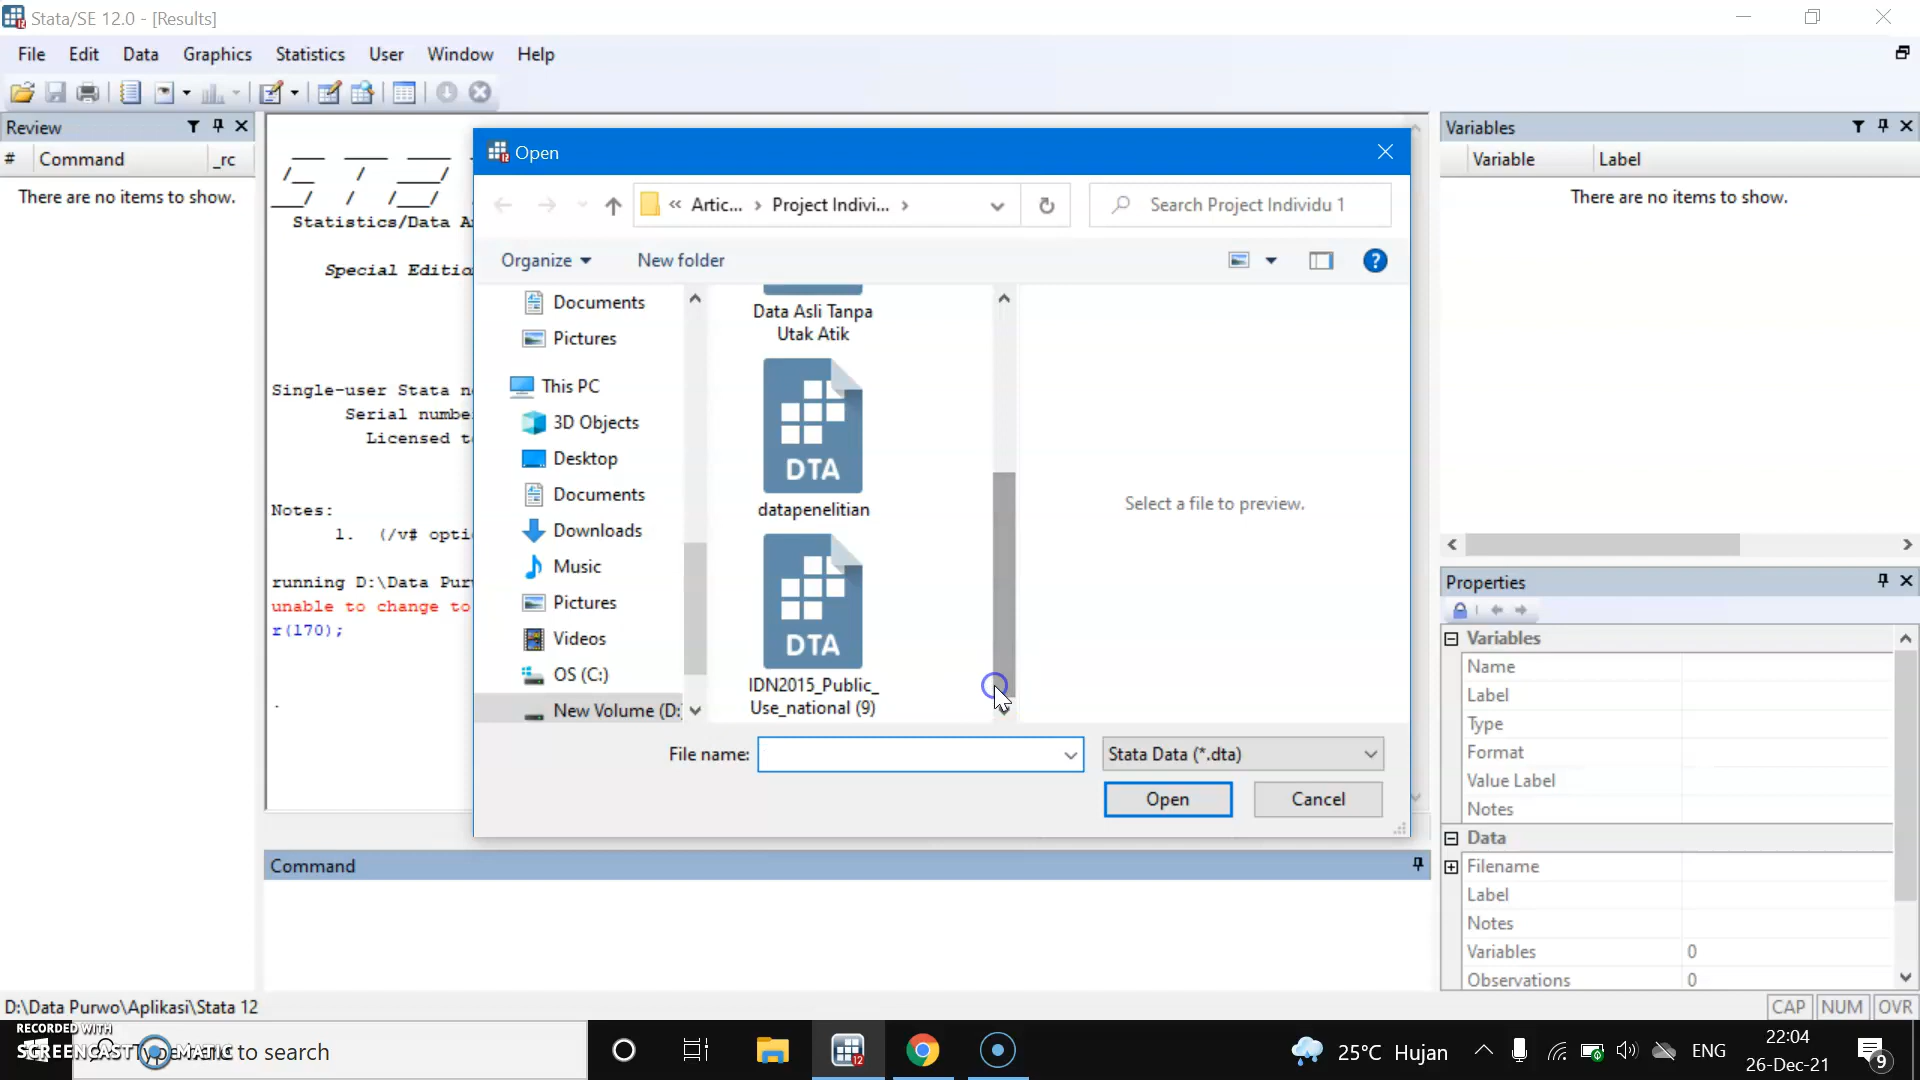 Stata/SE 12.0 - [Results]
File Edit Data Graphics Statistics User Window Help
Review
# Command _rc
There are no items to show.
Statistics/Data A
Special Editio
Single-user Stata n
Serial numbe
Licensed t
Notes:
1. (/v# opti
running D:\Data Pur
unable to change to
r(170);
.
Open
« Artic... › Project Indivi... ›
Search Project Individu 1
Organize
New folder
Documents
Pictures
This PC
3D Objects
Desktop
Documents
Downloads
Music
Pictures
Videos
OS (C:)
New Volume (D:
Data Asli Tanpa
Utak Atik
DTA
datapenelitian
DTA
IDN2015_Public_
Use_national (9)
Select a file to preview.
File name:
Stata Data (*.dta)
Open
Cancel
Command
Variables
Variable Label
There are no items to show.
Properties
Variables
Name
Label
Type
Format
Value Label
Notes
Data
Filename
Label
Notes
Variables 0
Observations 0
D:\Data Purwo\Aplikasi\Stata 12
CAP NUM OVR
RECORDED WITH
SCREENCAST MATIC
Type here to search
12
25°C Hujan
ENG
22:04
26-Dec-21
9